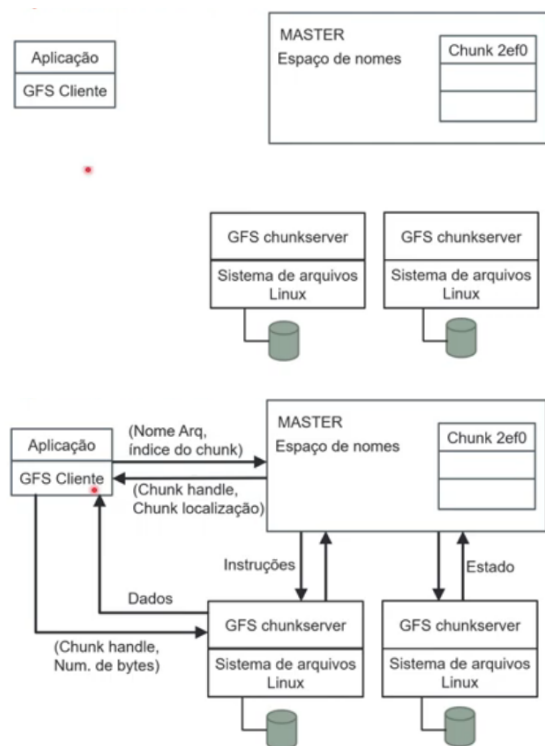 Aplicação
GFS Cliente
MASTER
Espaço de nomes
Chunk 2ef0
GFS chunkserver
Sistema de arquivos
Linux
GFS chunkserver
Sistema de arquivos
Linux
Aplicação
GFS Cliente
(Nome Arq,
índice do chunk)
(Chunk handle,
Chunk localização)
MASTER
Espaço de nomes
Chunk 2ef0
Instruções
Estado
Dados
(Chunk handle,
Num. de bytes)
GFS chunkserver
Sistema de arquivos
Linux
GFS chunkserver
Sistema de arquivos
Linux